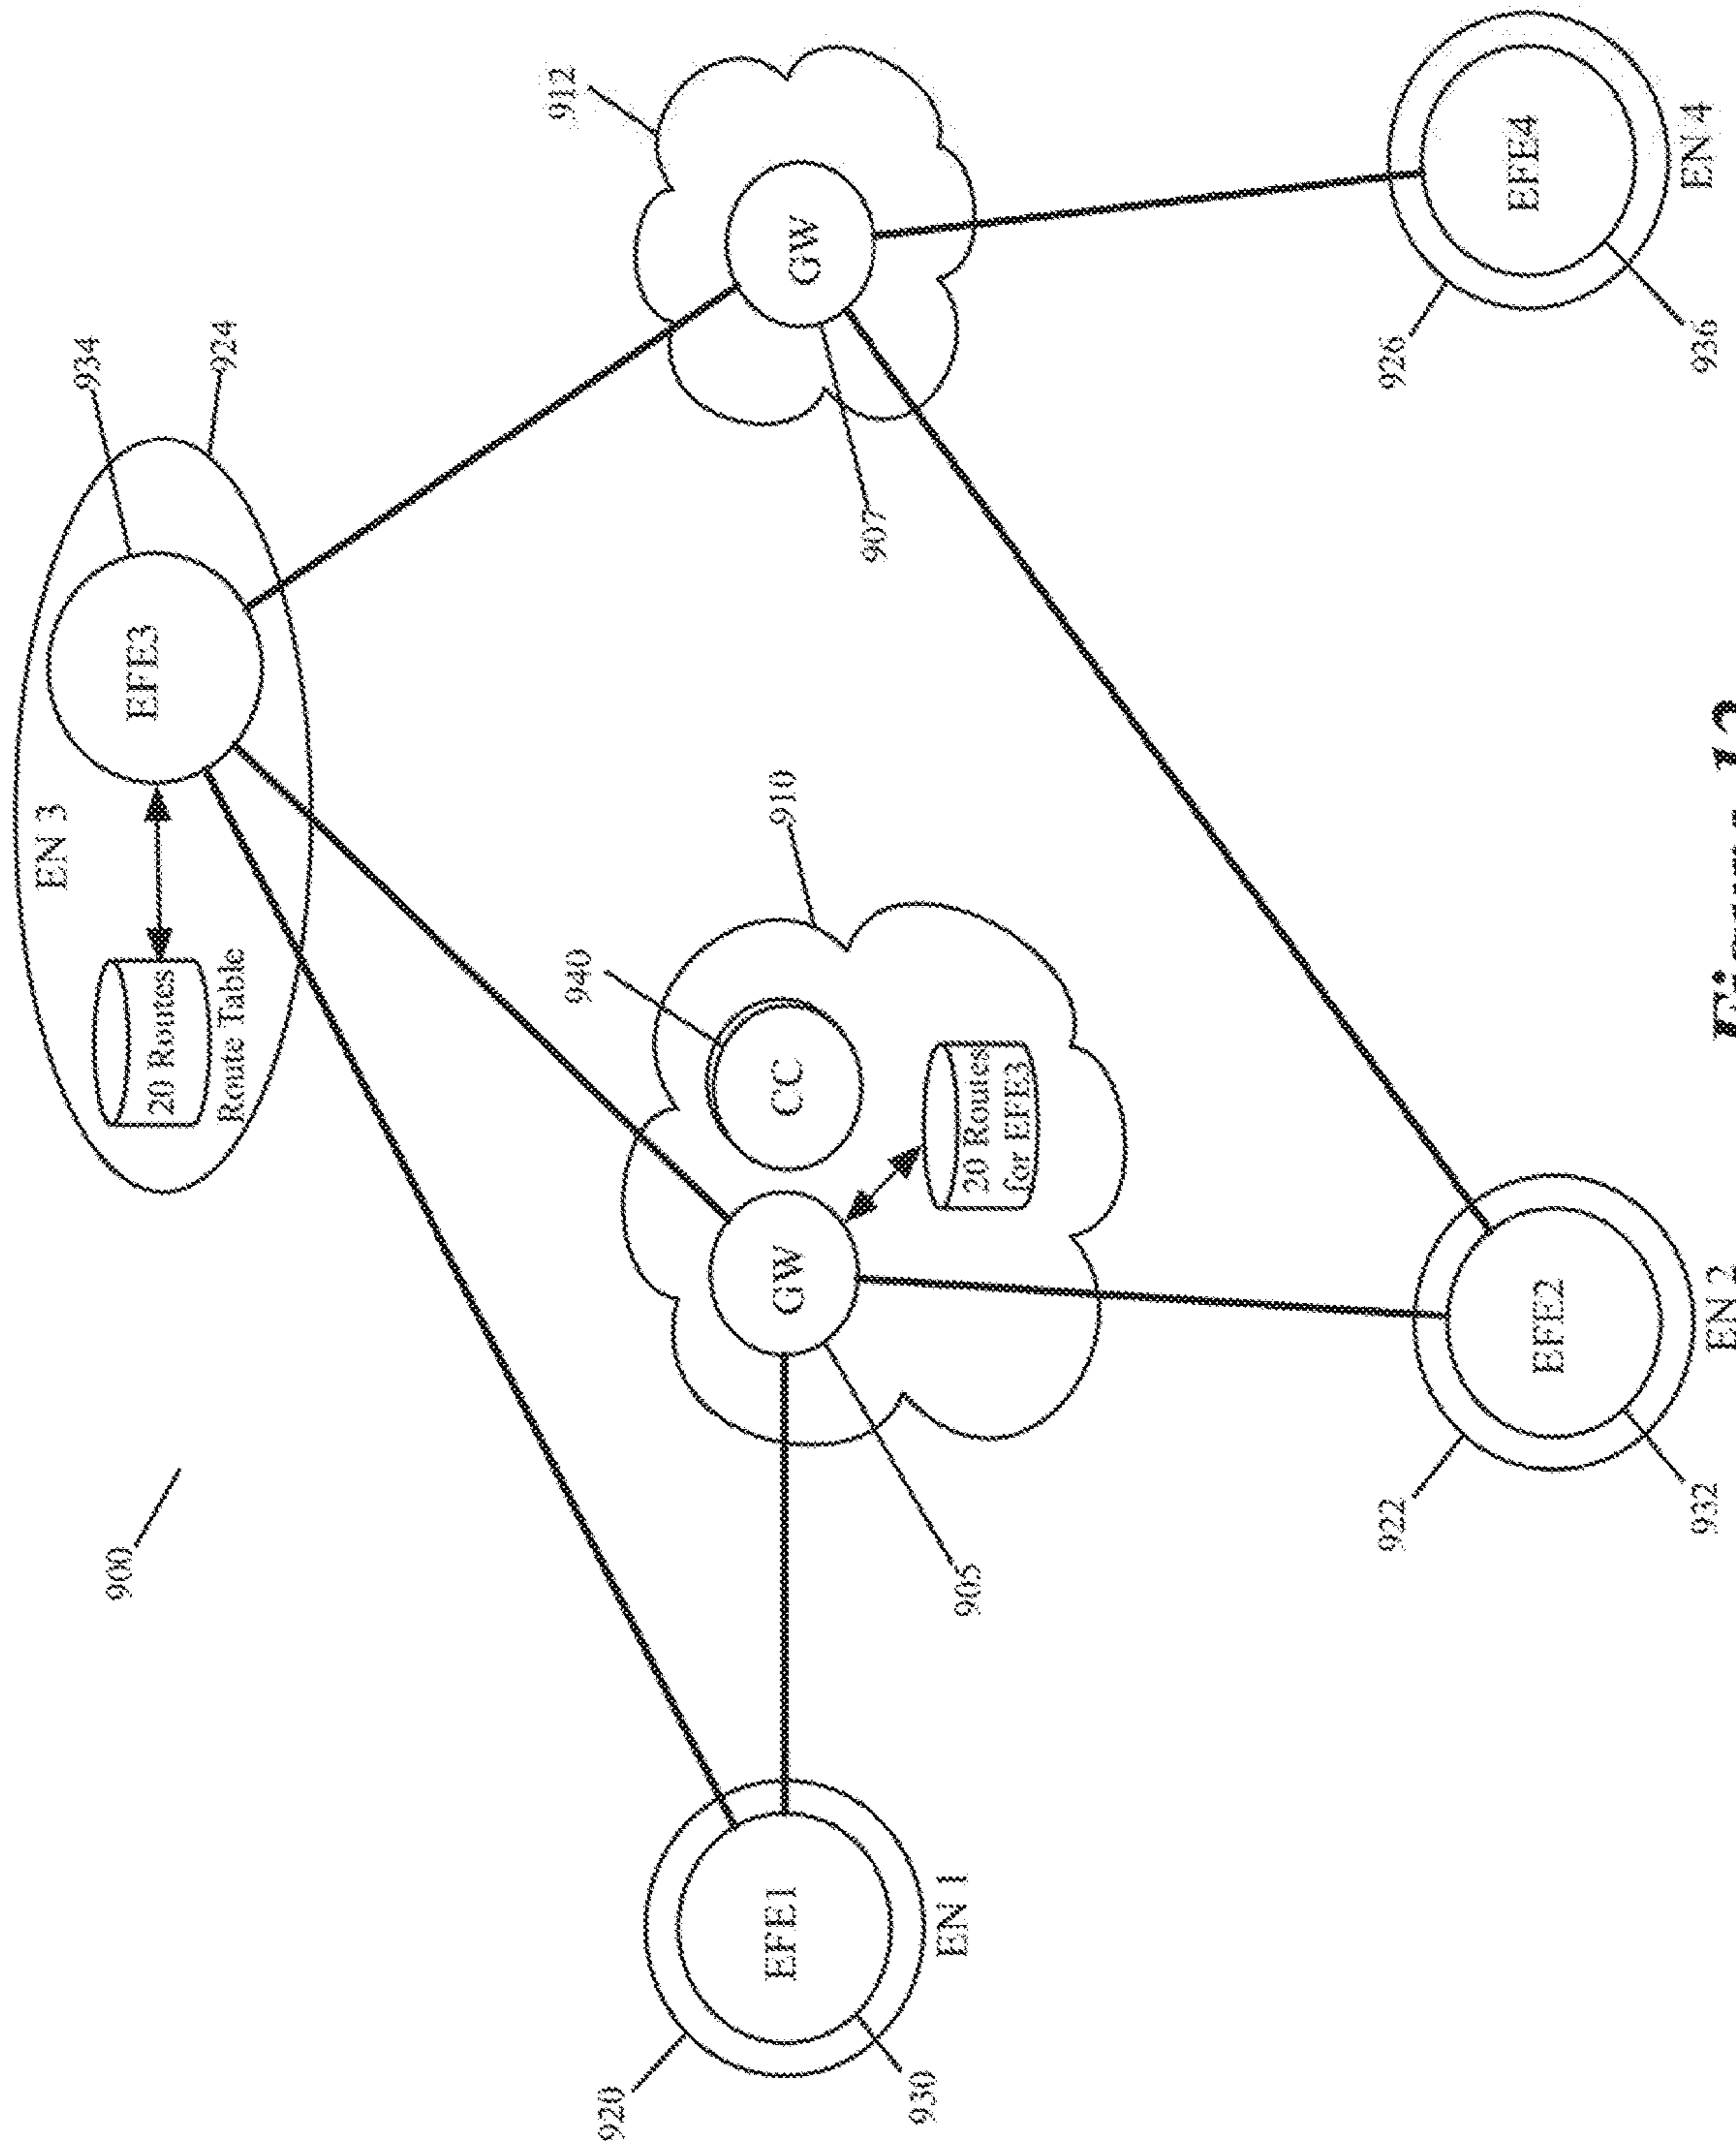 900
934
924
EN 3
EFE3
20 Routes
Route Table
912
GW
907
910
940
CC
GW
20 Routes
for EFE3
905
920
EFE1
930
EN 1
922
EFE2
932
EN 2
926
EFE4
936
EN 4
Figure